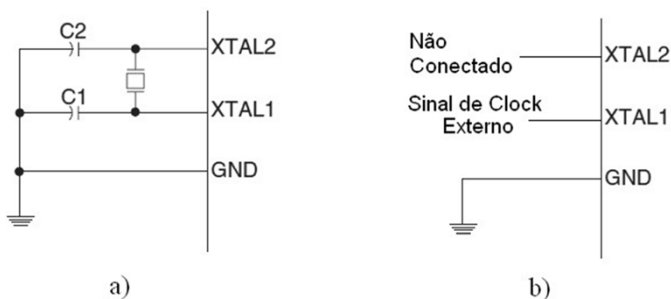 C2
XTAL2
C1
XTAL1
GND
a)
Não
Conectado
XTAL2
Sinal de Clock
Externo
XTAL1
GND
b)